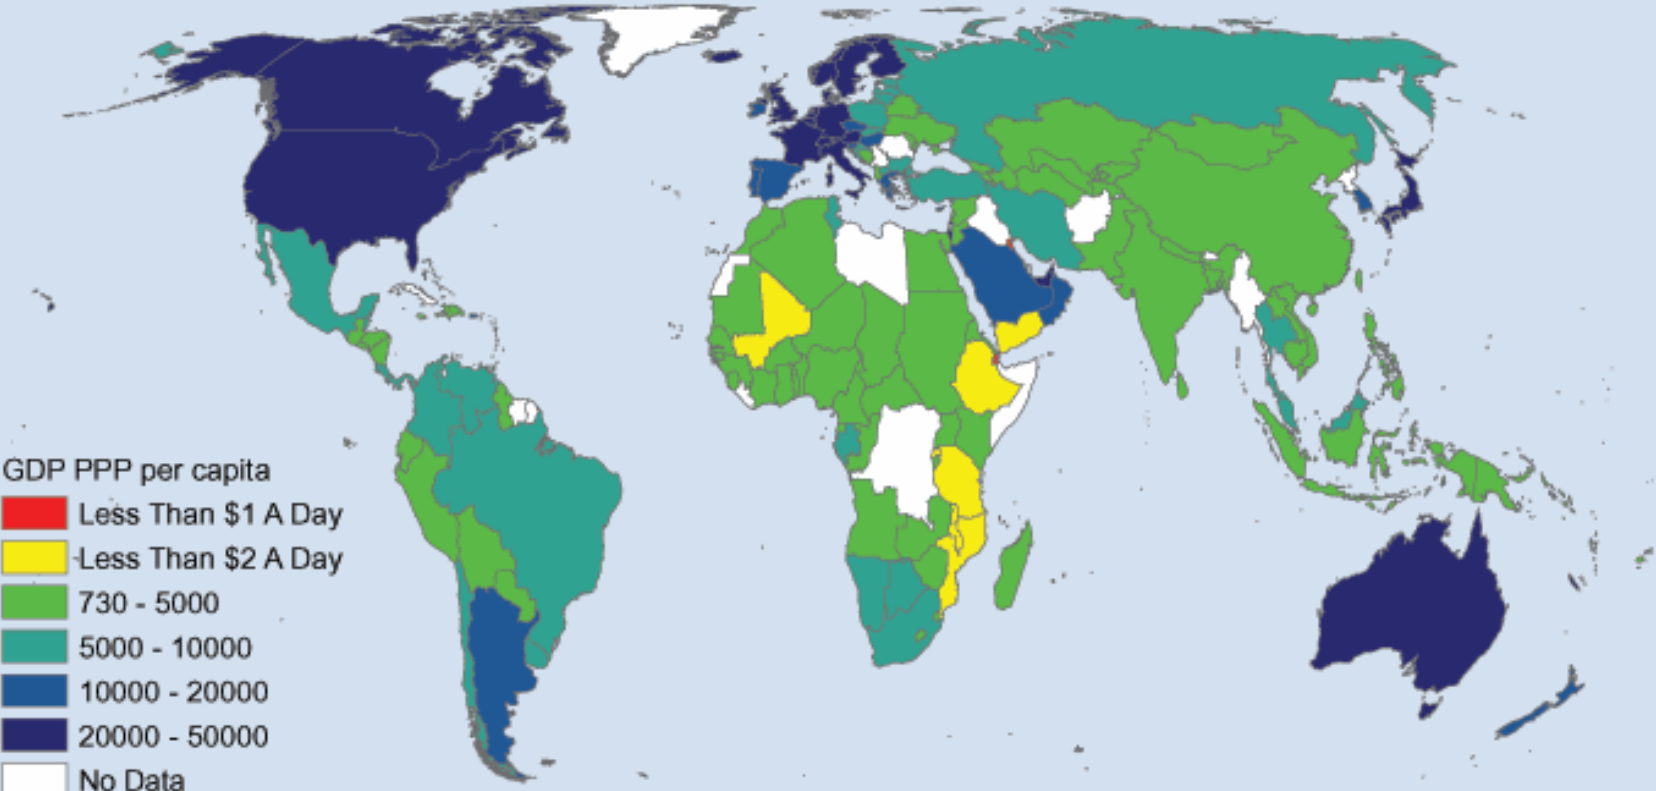 GDP PPP per capita
Less Than $1 A Day
Less Than $2 A Day
730 - 5000
5000 - 10000
10000 - 20000
20000 - 50000
No Data